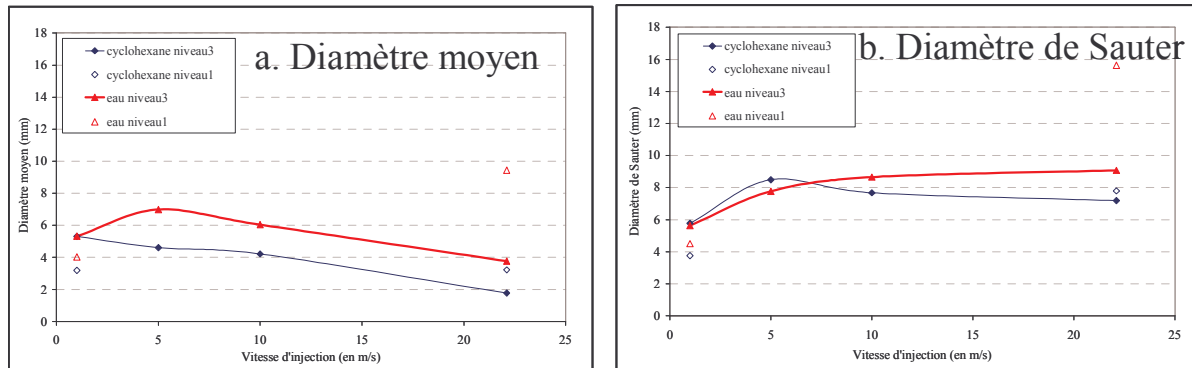 a. Diamètre moyen
cyclohexane niveau3
cyclohexane niveau1
eau niveau3
eau niveau1
Diamètre moyen (mm)
18
16
14
12
10
8
6
4
2
0
0 5 10 15 20 25
Vitesse d'injection (en m/s)
b. Diamètre de Sauter
cyclohexane niveau3
cyclohexane niveau1
eau niveau3
eau niveau1
Diamètre de Sauter (mm)
18
16
14
12
10
8
6
4
2
0
0 5 10 15 20 25
Vitesse d'injection (en m/s)